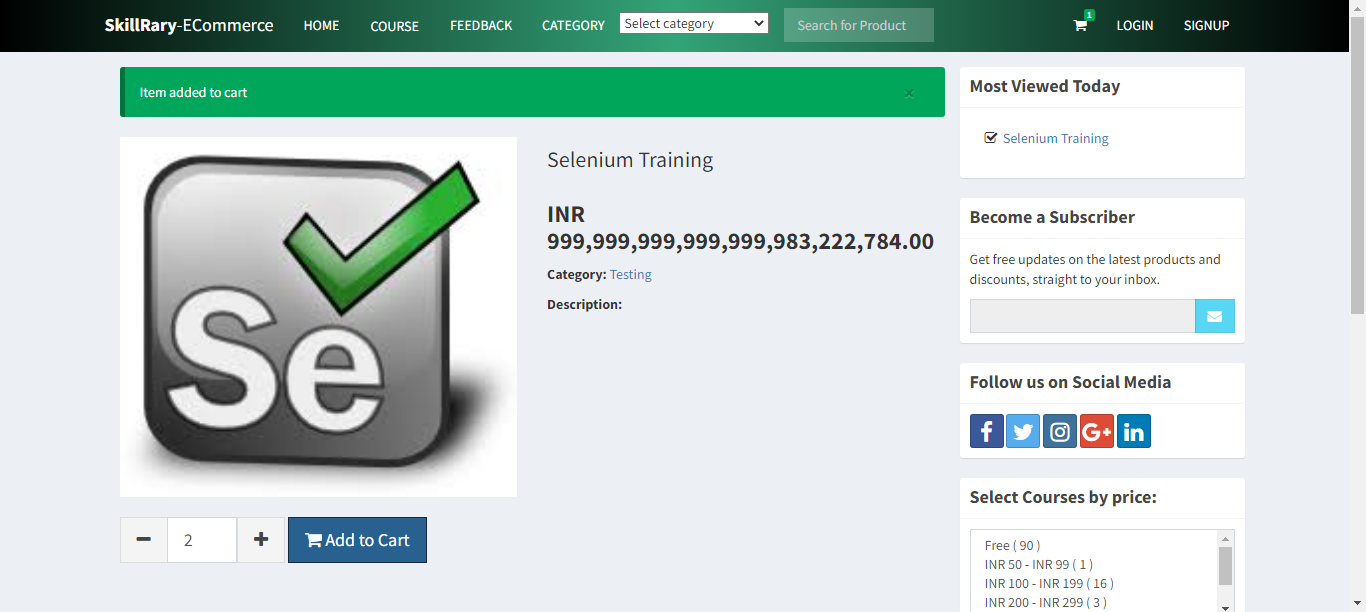 SkillRary-ECommerce HOME COURSE FEEDBACK CATEGORY Select category Search for Product 1 LOGIN SIGNUP
Item added to cart ×
Se
Selenium Training
INR
999,999,999,999,999,983,222,784.00
Category: Testing
Description:
2 Add to Cart
Most Viewed Today
Selenium Training
Become a Subscriber
Get free updates on the latest products and
discounts, straight to your inbox.
Follow us on Social Media
f G+ in
Select Courses by price:
Free ( 90 )
INR 50 - INR 99 ( 1 )
INR 100 - INR 199 ( 16 )
INR 200 - INR 299 ( 3 )